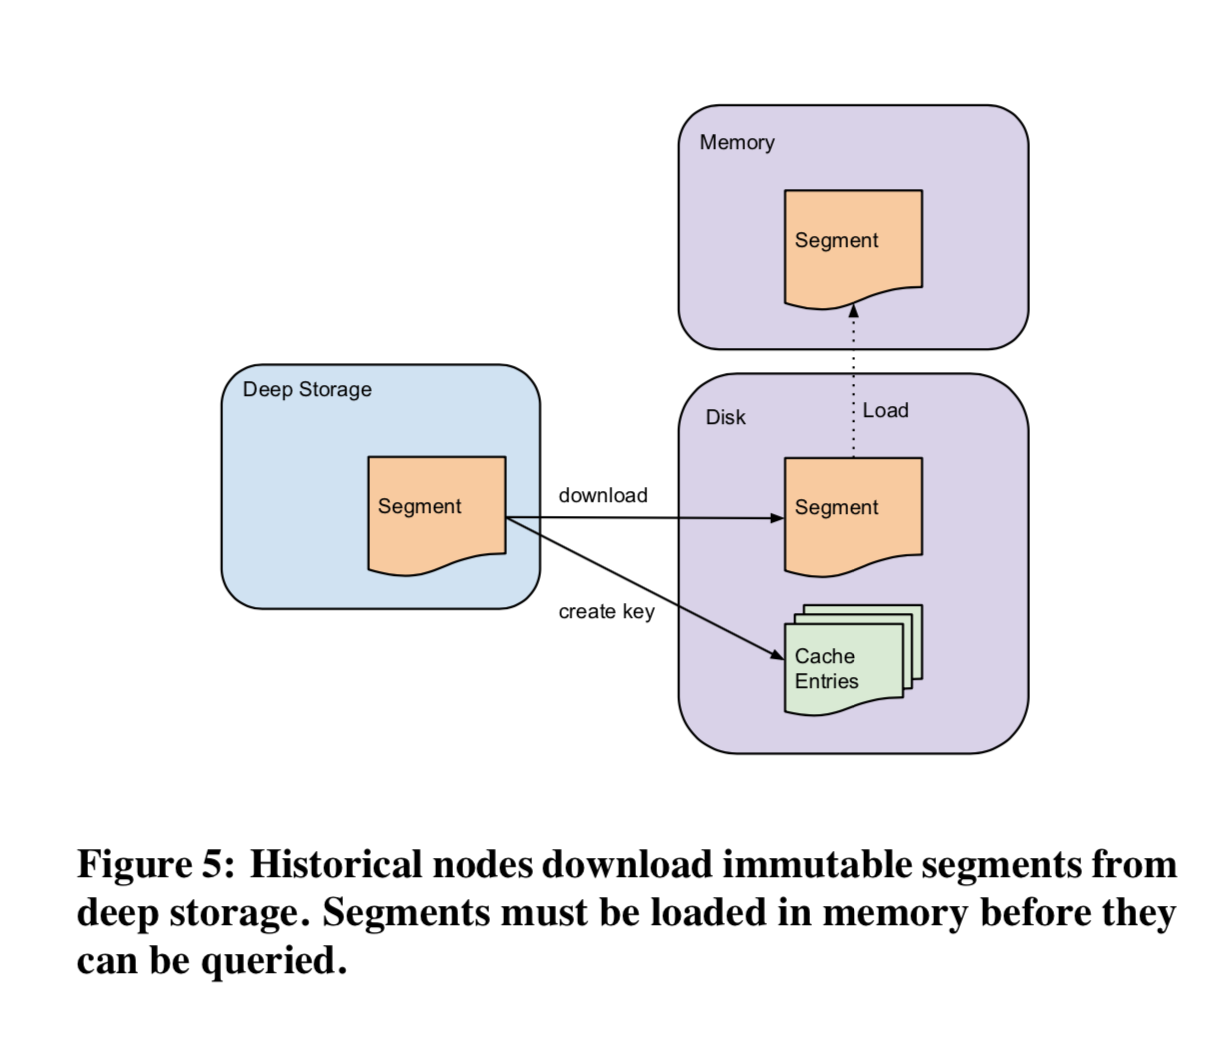 Memory
Segment
Deep Storage
Segment
download
create key
Disk
Load
Segment
Cache
Entries
Figure 5: Historical nodes download immutable segments from
deep storage. Segments must be loaded in memory before they
can be queried.